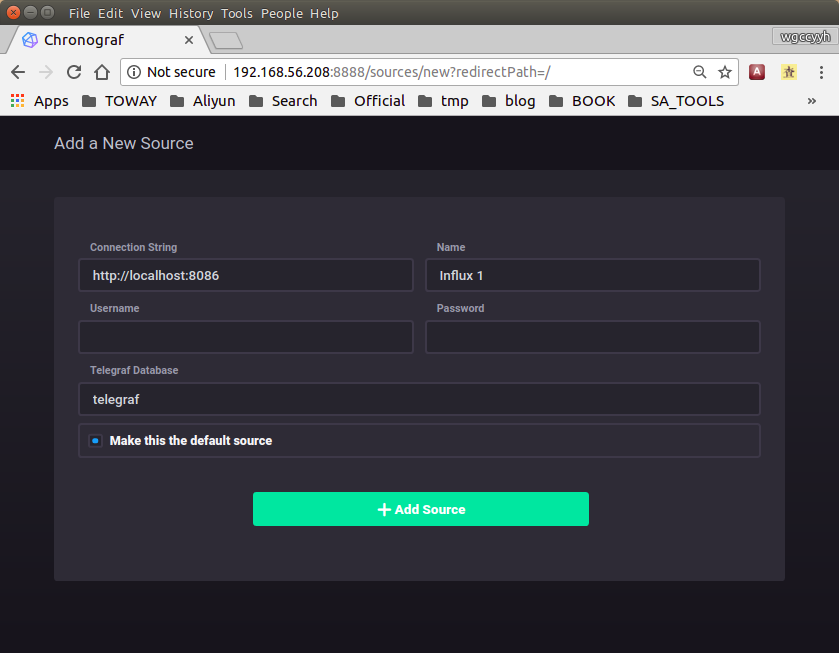 File Edit View History Tools People Help
Chronograf
wgccyyh
Not secure 192.168.56.208:8888/sources/new?redirectPath=/
A
Apps TOWAY Aliyun Search Official tmp blog BOOK SA_TOOLS »
Add a New Source
Connection String Name
http://localhost:8086 Influx 1
Username Password
Telegraf Database
telegraf
Make this the default source
Add Source